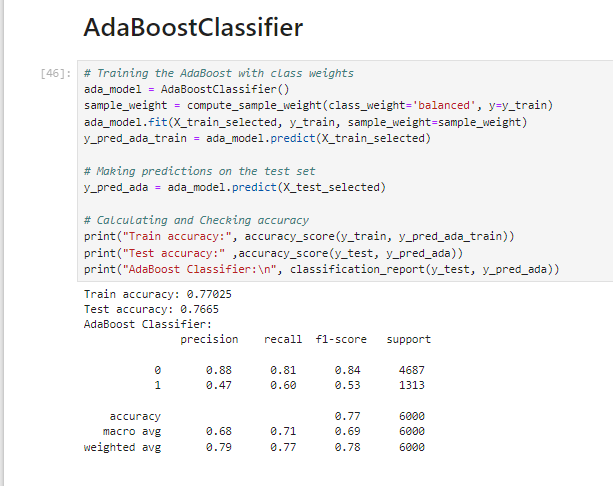 AdaBoostClassifier
[46]: # Training the AdaBoost with class weights
ada_model = AdaBoostClassifier()
sample_weight = compute_sample_weight(class_weight='balanced', y=y_train)
ada_model.fit(X_train_selected, y_train, sample_weight=sample_weight)
y_pred_ada_train = ada_model.predict(X_train_selected)
# Making predictions on the test set
y_pred_ada = ada_model.predict(X_test_selected)
# Calculating and Checking accuracy
print("Train accuracy:", accuracy_score(y_train, y_pred_ada_train))
print("Test accuracy:" ,accuracy_score(y_test, y_pred_ada))
print("AdaBoost Classifier:\n", classification_report(y_test, y_pred_ada))
Train accuracy: 0.77025
Test accuracy: 0.7665
AdaBoost Classifier:
precision recall f1-score support
0 0.88 0.81 0.84 4687
1 0.47 0.60 0.53 1313
accuracy 0.77 6000
macro avg 0.68 0.71 0.69 6000
weighted avg 0.79 0.77 0.78 6000